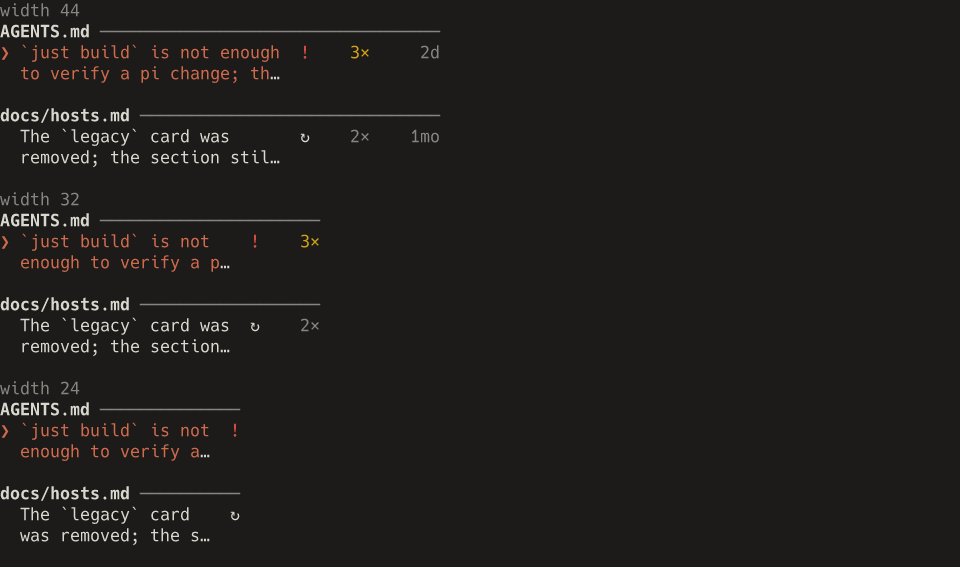 width 44
AGENTS.md ──────────────────────────────────
❯ `just build` is not enough  !    3×     2d
  to verify a pi change; th…

docs/hosts.md ──────────────────────────────
  The `legacy` card was       ↻    2×    1mo
  removed; the section stil…

width 32
AGENTS.md ──────────────────────
❯ `just build` is not    !    3×
  enough to verify a p…

docs/hosts.md ──────────────────
  The `legacy` card was  ↻    2×
  removed; the section…

width 24
AGENTS.md ──────────────
❯ `just build` is not  !
  enough to verify a…

docs/hosts.md ──────────
  The `legacy` card    ↻
  was removed; the s…